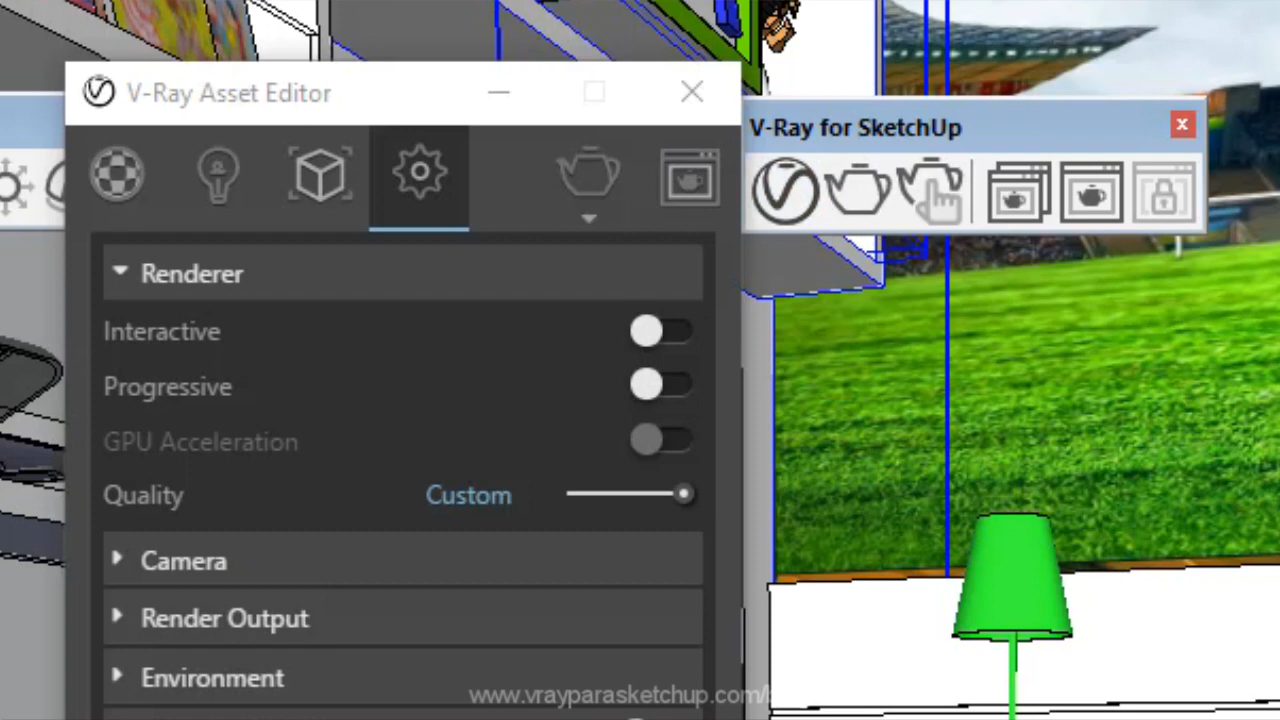 V-Ray Asset Editor
V-Ray for SketchUp
Renderer
Interactive
Progressive
GPU Acceleration
Quality Custom
Camera
Render Output
Environment
www.vrayparasketchup.com/